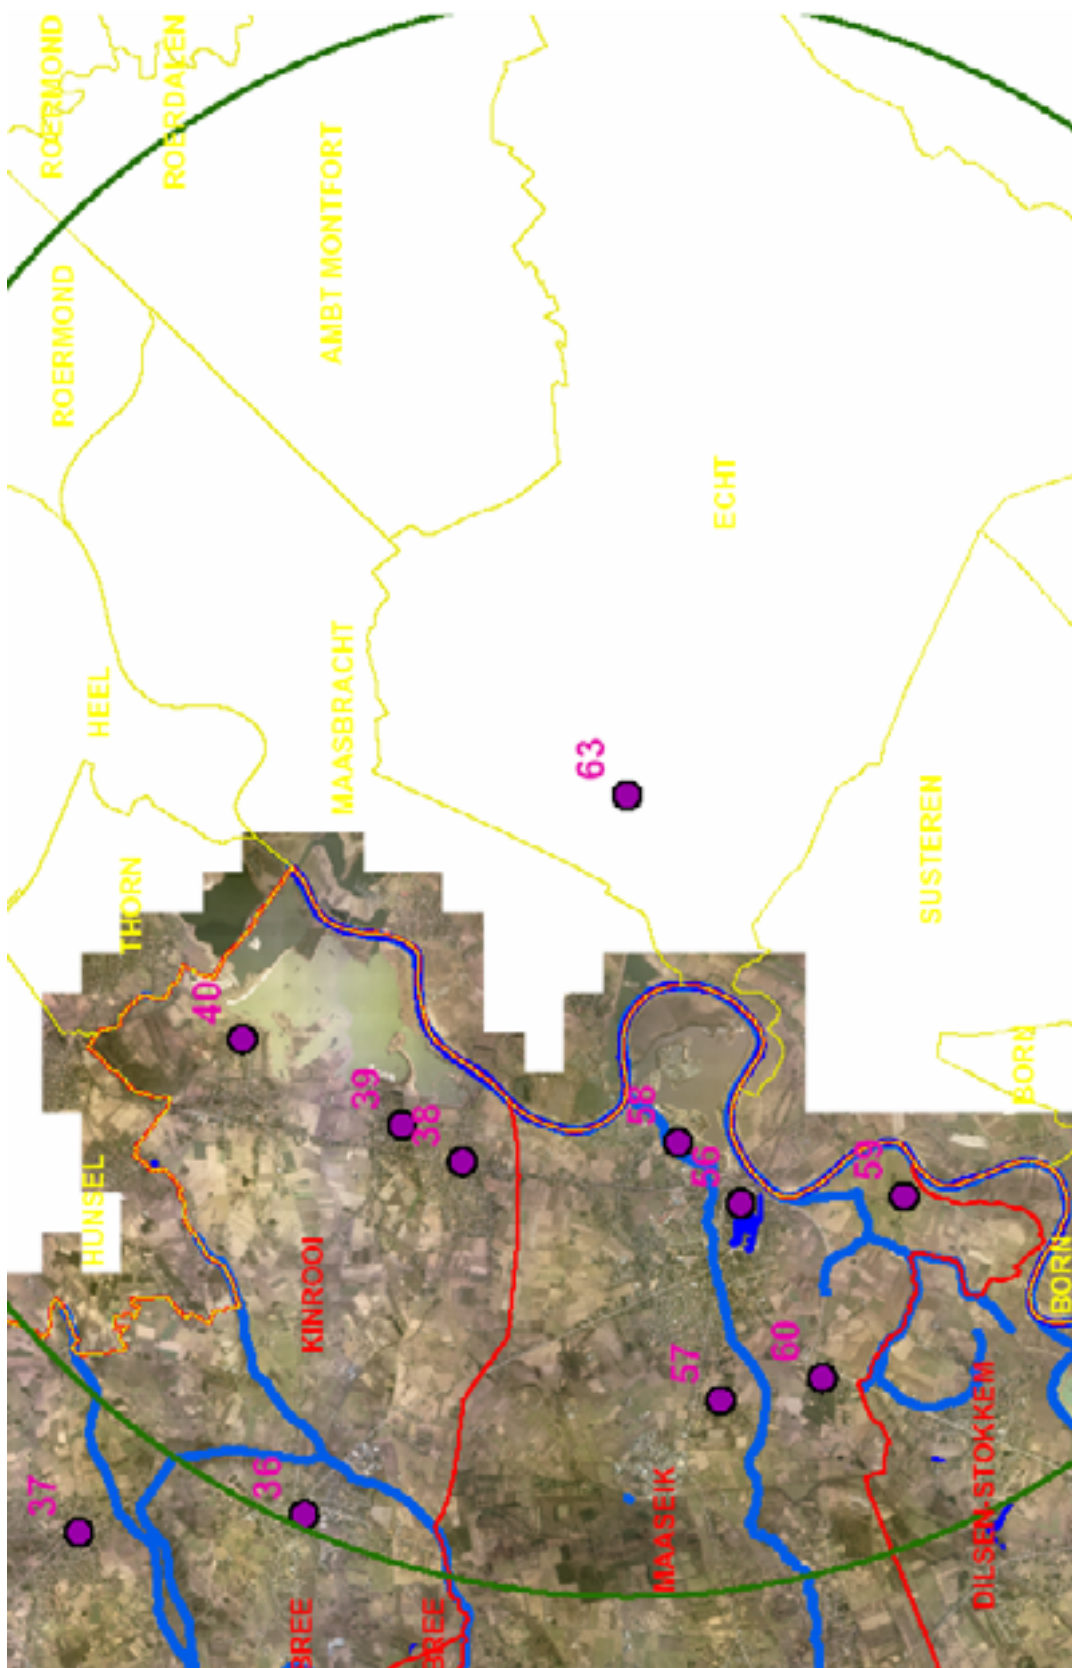 ROERMOND
ROERDALEN
ROERMOND
AMBT MONTFORT
ECHT
HEEL
MAASBRACHT
63
SUSTEREN
THORN
40
39
38
58
56
59
BORN
HUNSEL
KINROOI
BORN
57
60
37
36
MAASEIK
DILSEN-STOKKEM
BREE
BREE